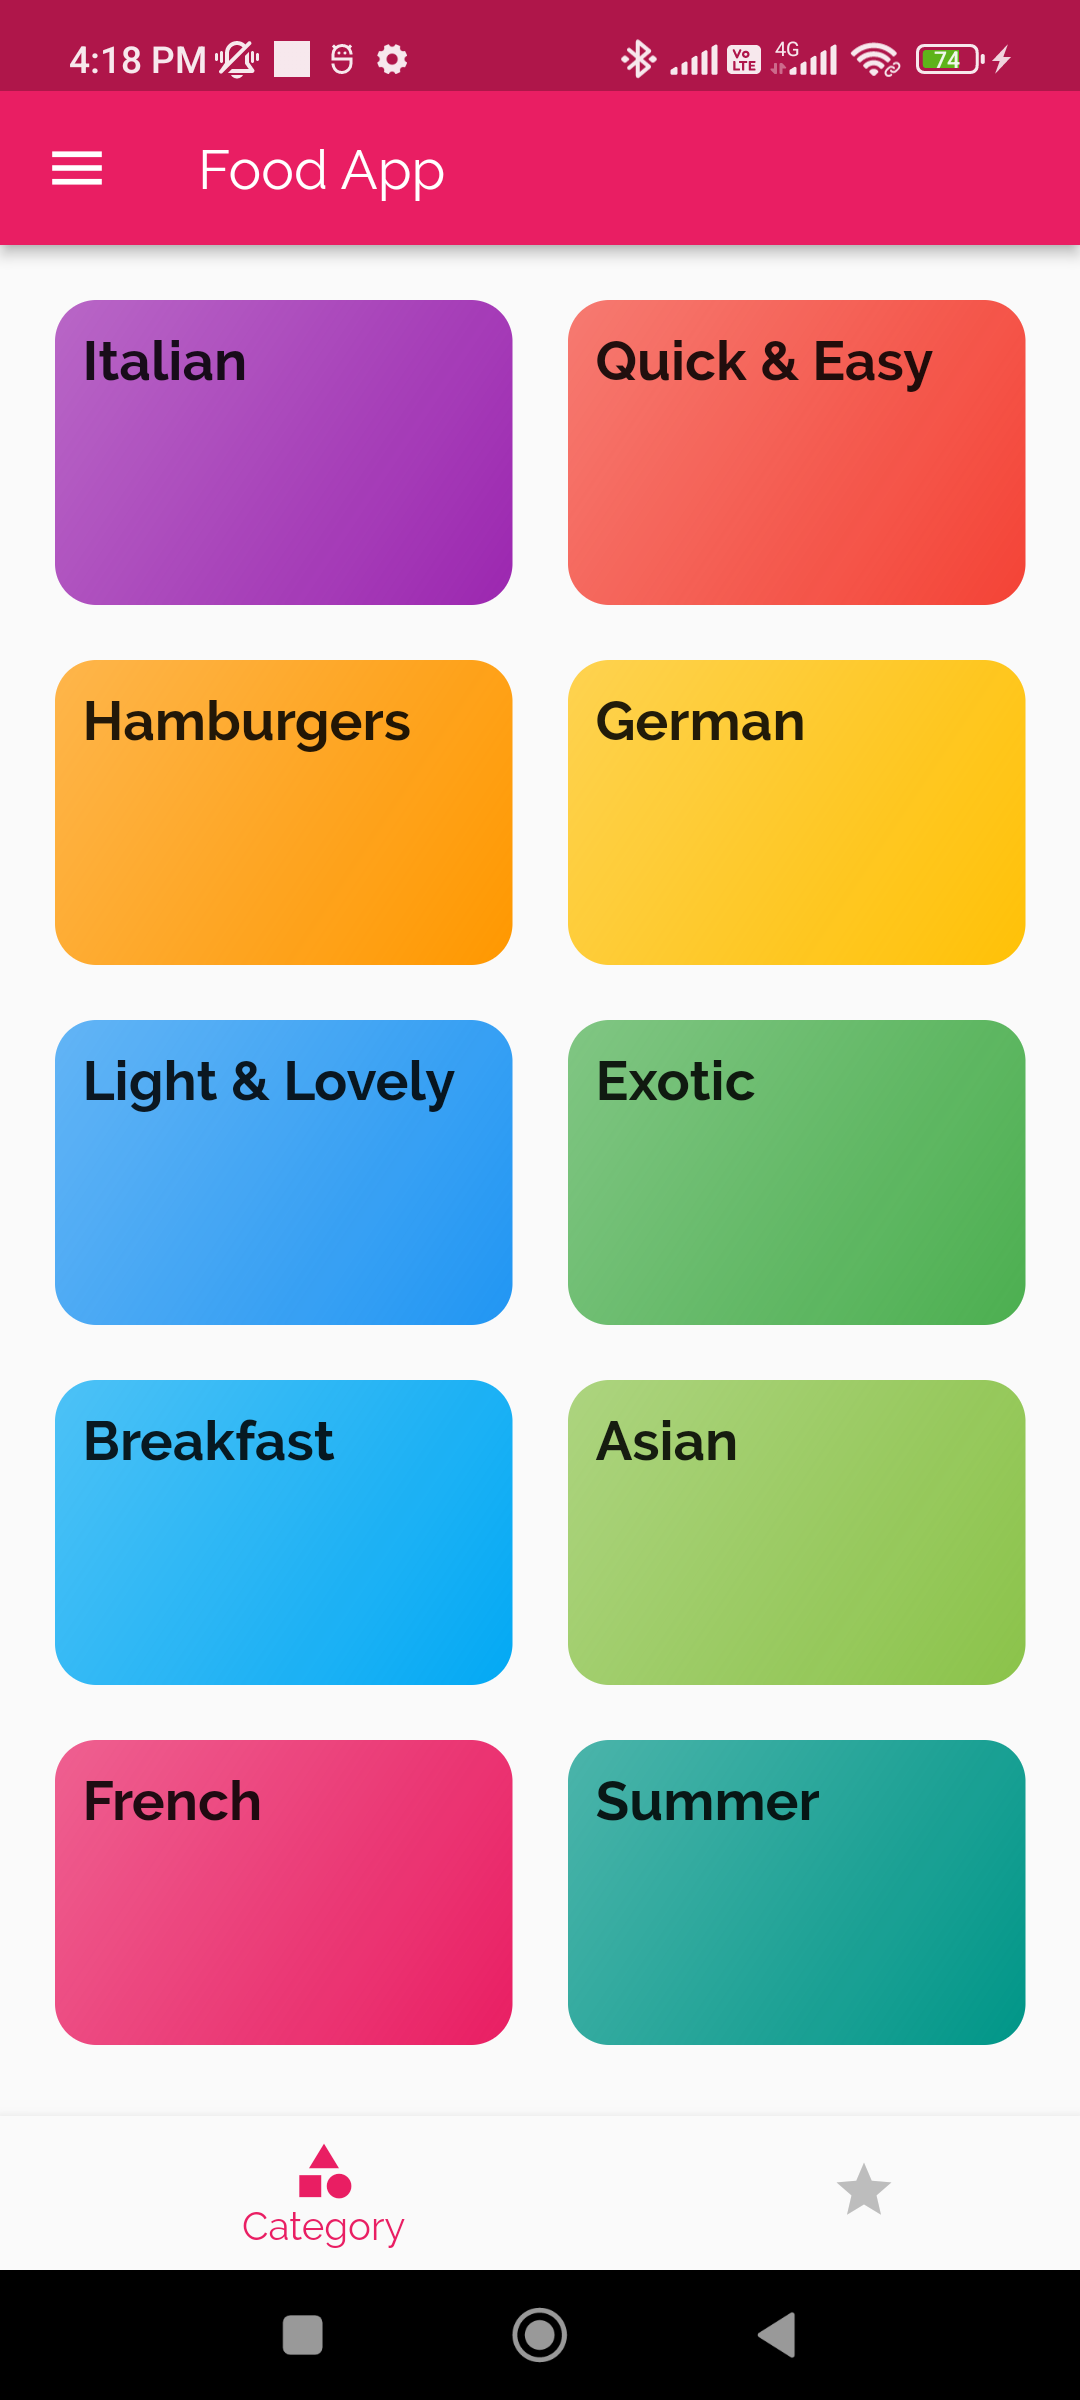 4:18 PM
Vo LTE
4G
74
Food App
Italian
Quick & Easy
Hamburgers
German
Light & Lovely
Exotic
Breakfast
Asian
French
Summer
Category